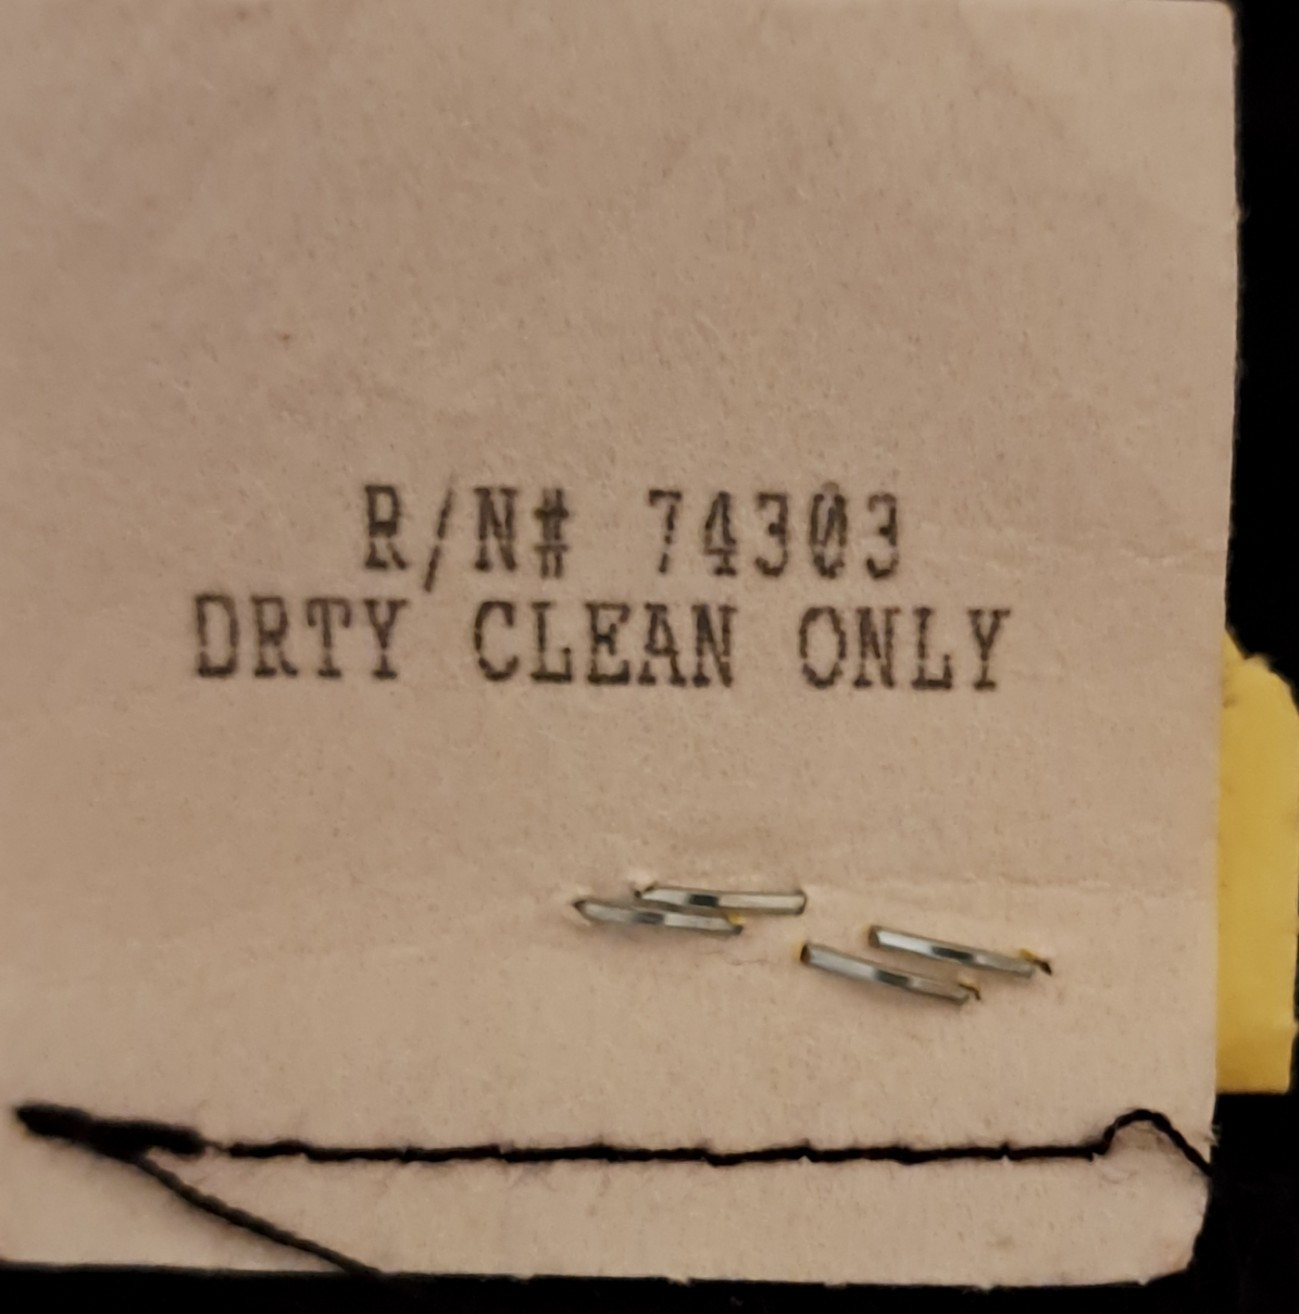 R/N# 74303
DRTY CLEAN ONLY